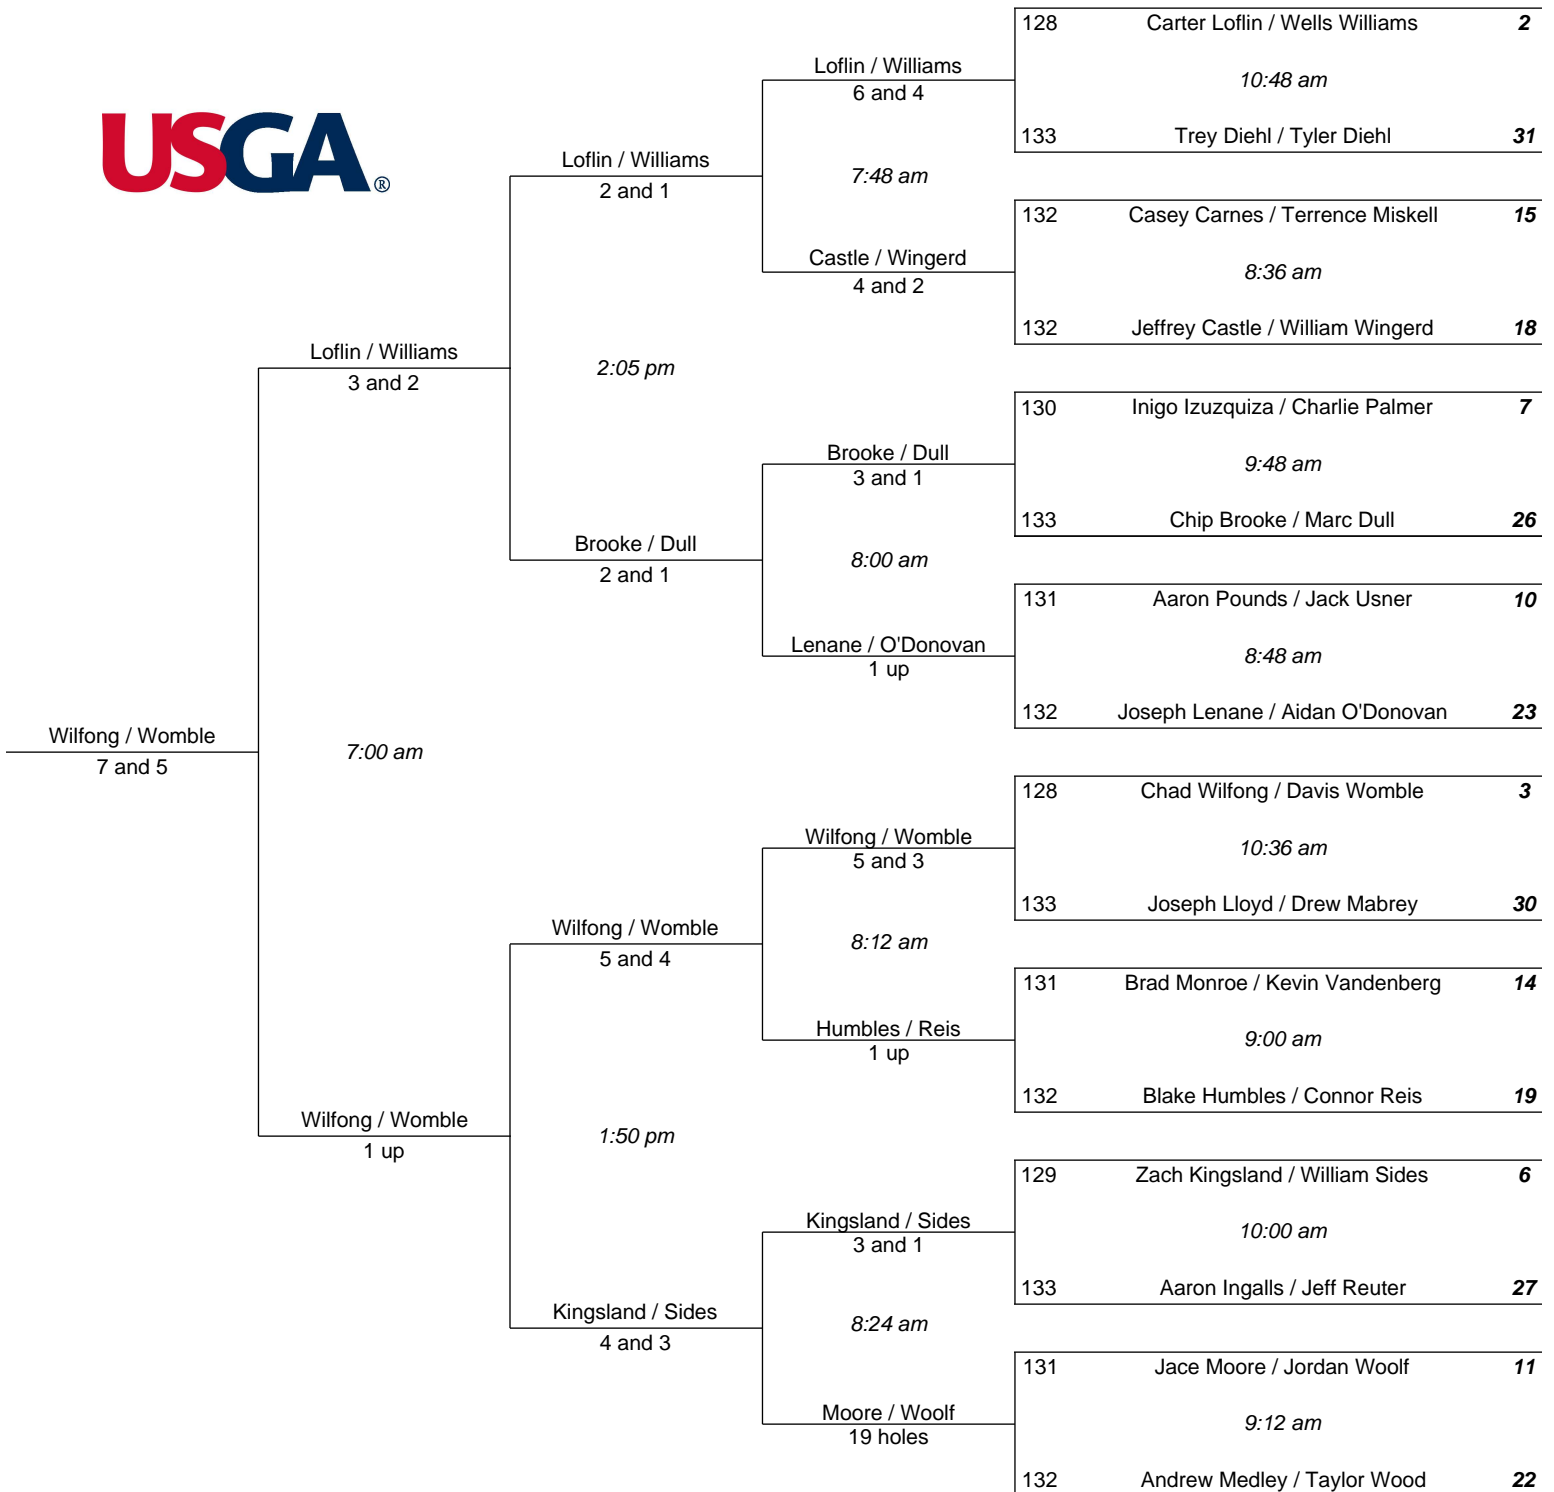 128 Carter Loflin / Wells Williams 2
Loflin / Williams 10:48 am
6 and 4
USGA® 133 Trey Diehl / Tyler Diehl 31
Loflin / Williams 7:48 am
2 and 1
132 Casey Carnes / Terrence Miskell 15
Castle / Wingerd 8:36 am
4 and 2
132 Jeffrey Castle / William Wingerd 18
Loflin / Williams 2:05 pm
3 and 2
130 Inigo Izuzquiza / Charlie Palmer 7
Brooke / Dull 9:48 am
3 and 1
133 Chip Brooke / Marc Dull 26
Brooke / Dull 8:00 am
2 and 1
131 Aaron Pounds / Jack Usner 10
Lenane / O'Donovan 8:48 am
1 up
132 Joseph Lenane / Aidan O'Donovan 23
Wilfong / Womble 7:00 am
7 and 5
128 Chad Wilfong / Davis Womble 3
Wilfong / Womble 10:36 am
5 and 3
133 Joseph Lloyd / Drew Mabrey 30
Wilfong / Womble 8:12 am
5 and 4
131 Brad Monroe / Kevin Vandenberg 14
Humbles / Reis 9:00 am
1 up
132 Blake Humbles / Connor Reis 19
Wilfong / Womble 1:50 pm
1 up
129 Zach Kingsland / William Sides 6
Kingsland / Sides 10:00 am
3 and 1
133 Aaron Ingalls / Jeff Reuter 27
Kingsland / Sides 8:24 am
4 and 3
131 Jace Moore / Jordan Woolf 11
Moore / Woolf 9:12 am
19 holes
132 Andrew Medley / Taylor Wood 22